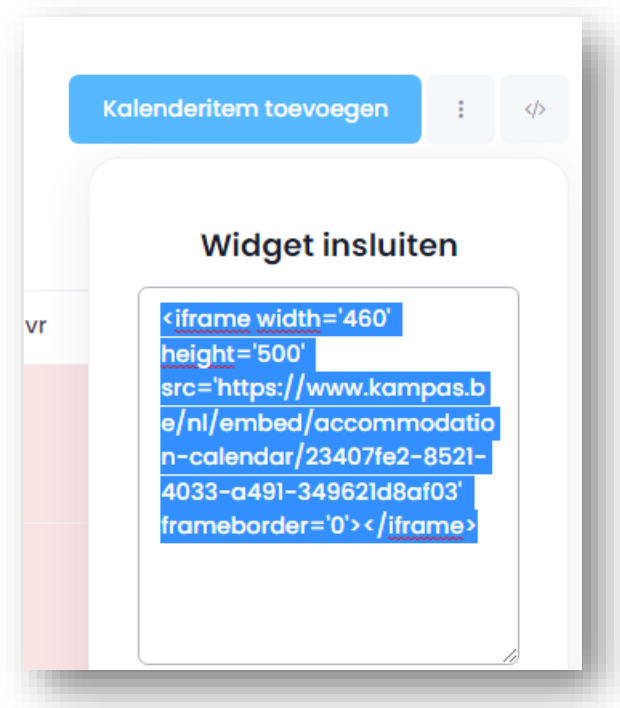 Kalenderitem toevoegen
</>
Widget insluiten
vr
<iframe width='460'
height='500'
src='https://www.kampas.b
e/nl/embed/accommodatio
n-calendar/23407fe2-8521-
4033-a491-349621d8af03'
frameborder='0'></iframe>